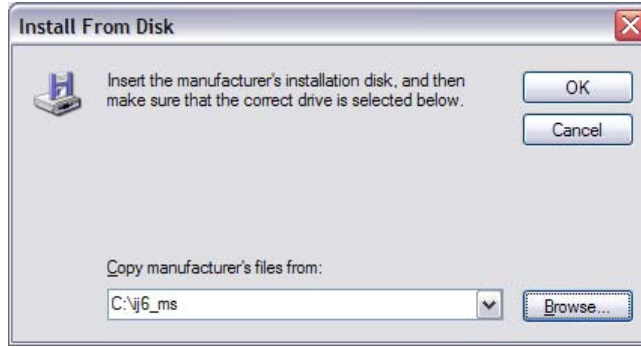 Install From Disk
Insert the manufacturer's installation disk, and then
make sure that the correct drive is selected below.
OK
Cancel
Copy manufacturer's files from:
C:\ij6_ms
Browse...